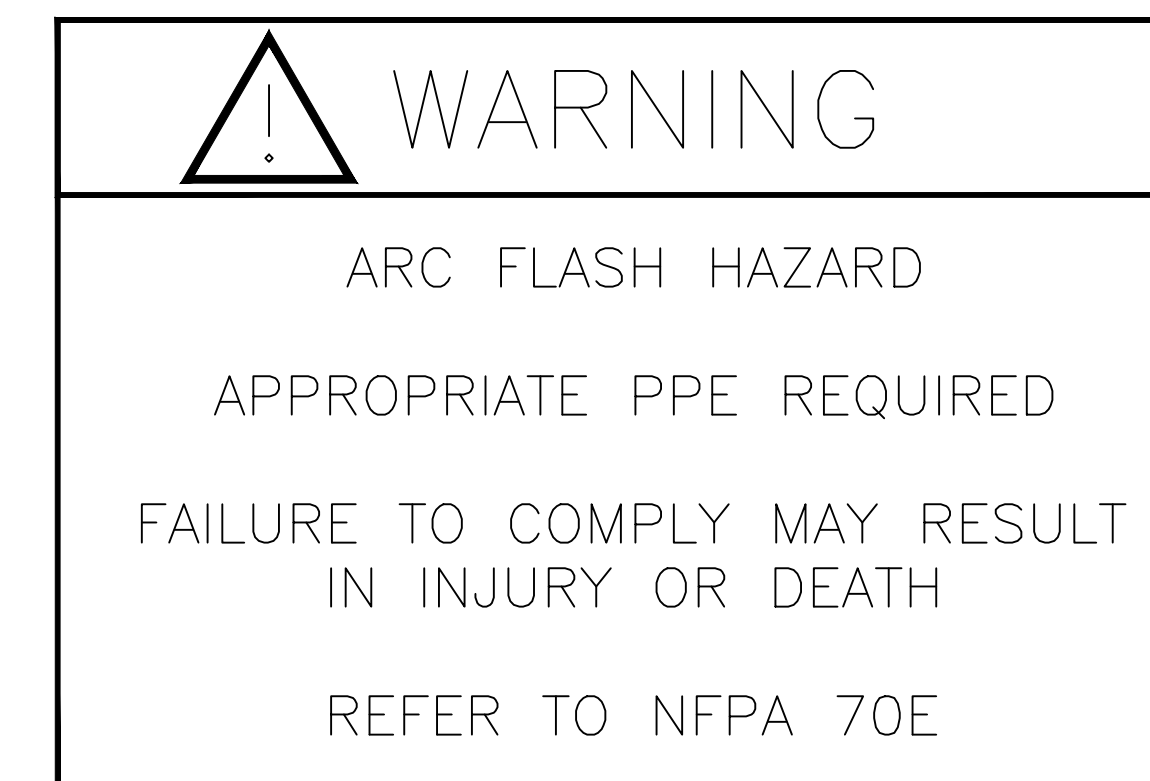 WARNING
ARC FLASH HAZARD
APPROPRIATE PPE REQUIRED
FAILURE TO COMPLY MAY RESULT
IN INJURY OR DEATH
REFER TO NFPA 70E